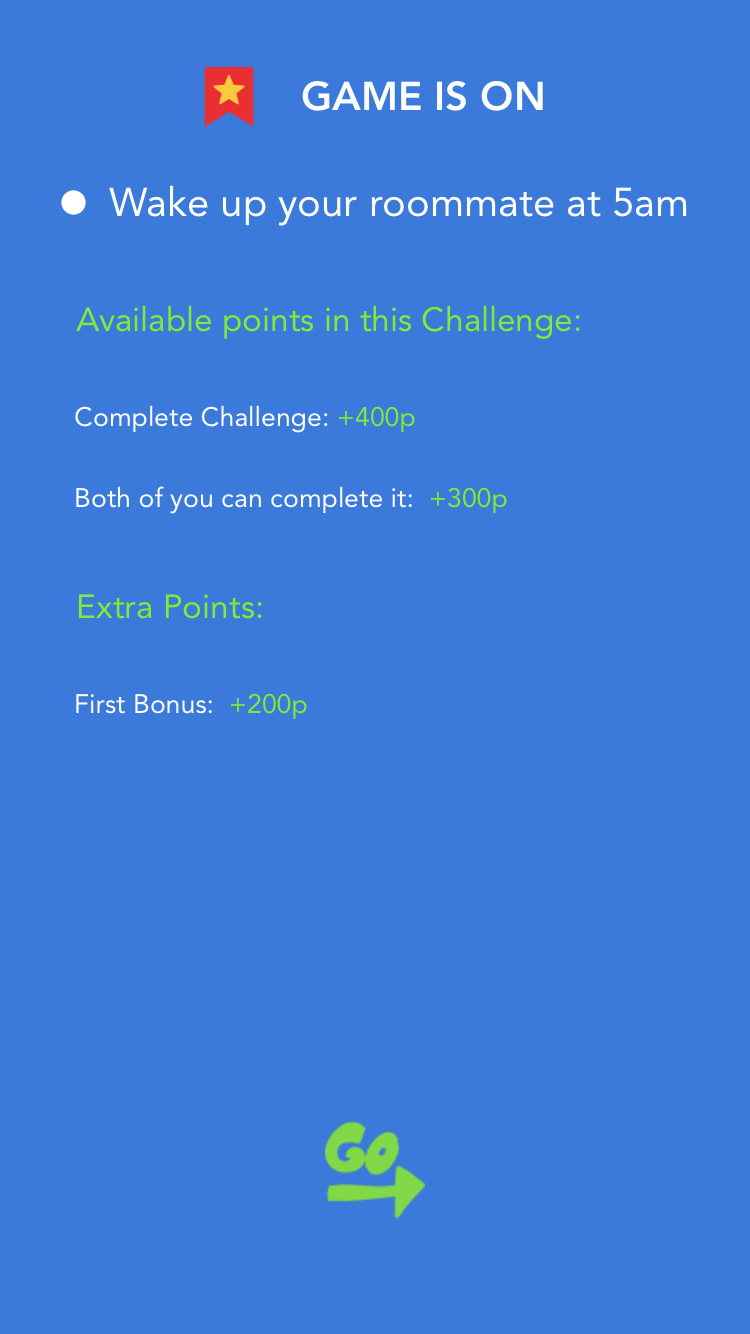 GAME IS ON
Wake up your roommate at 5am
Available points in this Challenge:
Complete Challenge: +400p
Both of you can complete it: +300p
Extra Points:
First Bonus: +200p
GO